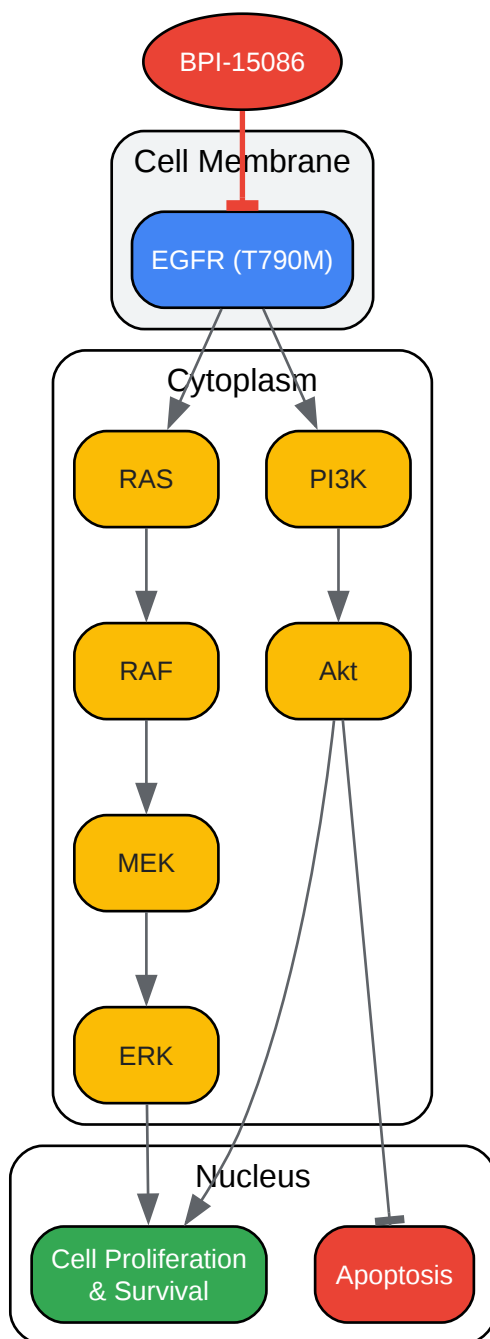 BPI-15086
Cell Membrane
EGFR (T790M)
Cytoplasm
RAS
PI3K
RAF
Akt
MEK
ERK
Nucleus
Cell Proliferation
& Survival
Apoptosis